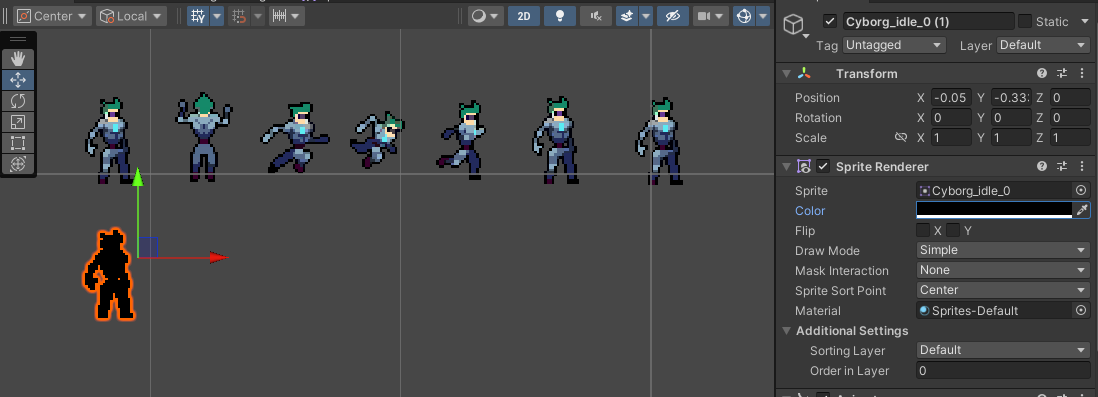 Center Local 2D
Cyborg_idle_0 (1) Static
Tag Untagged Layer Default
Transform
Position X -0.05 Y -0.33 Z 0
Rotation X 0 Y 0 Z 0
Scale X 1 Y 1 Z 1
Sprite Renderer
Sprite Cyborg_idle_0
Color
Flip X Y
Draw Mode Simple
Mask Interaction None
Sprite Sort Point Center
Material Sprites-Default
Additional Settings
Sorting Layer Default
Order in Layer 0